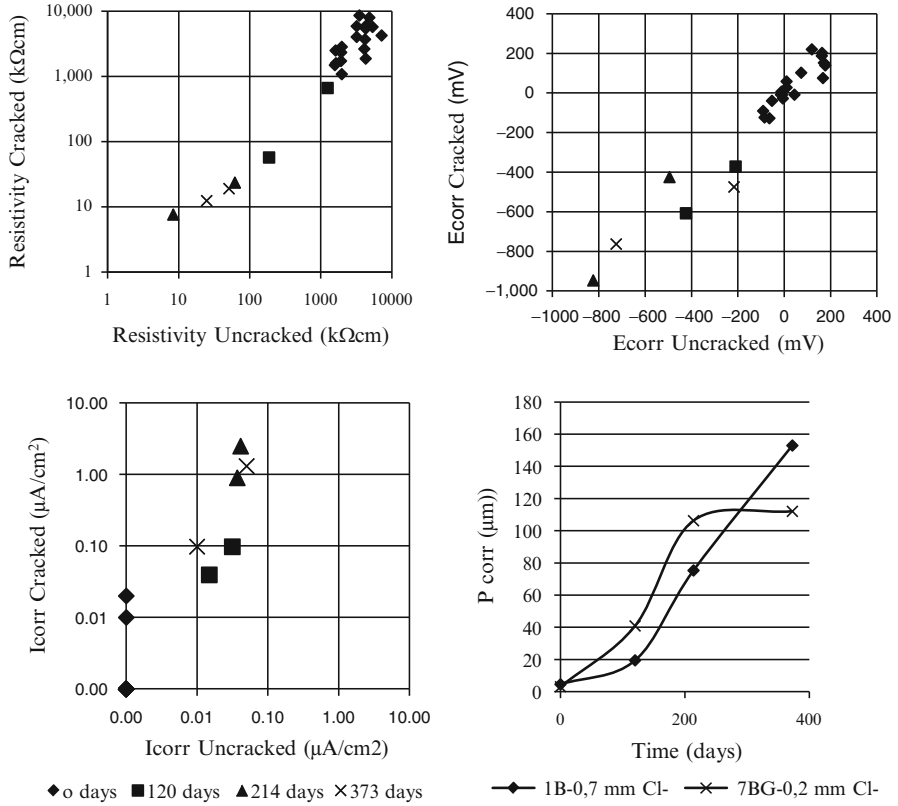 Resistivity Cracked (kΩcm)
10,000
1,000
100
10
1
1 10 100 1000 10000
Resistivity Uncracked (kΩcm)
Ecorr Cracked (mV)
400
200
0
−200
−400
−600
−800
−1,000
−1000 −800 −600 −400 −200 0 200 400
Ecorr Uncracked (mV)
Icorr Cracked (µA/cm²)
10.00
1.00
0.10
0.01
0.00
0.00 0.01 0.10 1.00 10.00
Icorr Uncracked (µA/cm2)
o days 120 days 214 days 373 days
P corr (µm))
180
160
140
120
100
80
60
40
20
0
0 200 400
Time (days)
1B-0,7 mm Cl- 7BG-0,2 mm Cl-